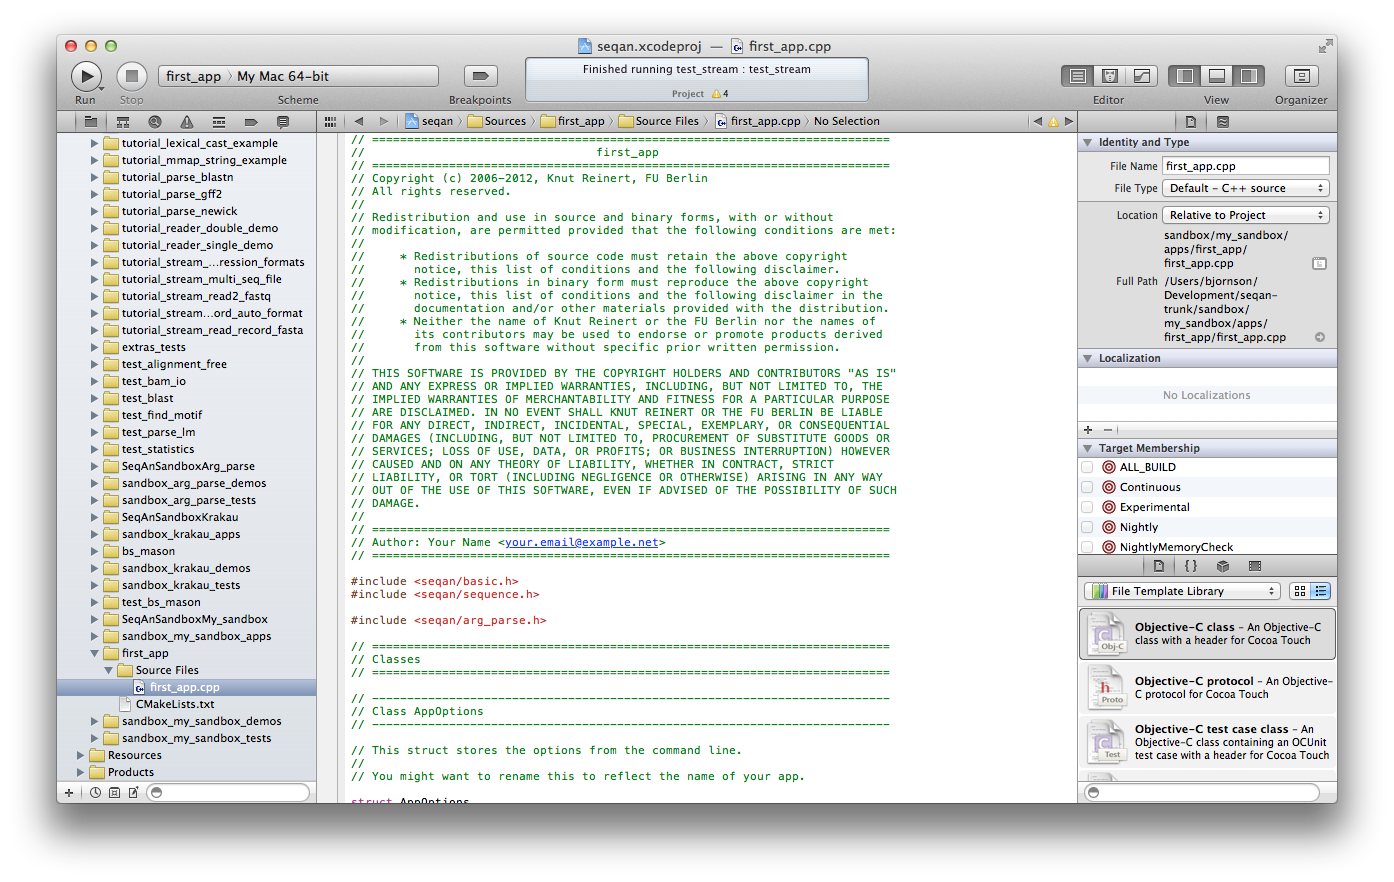 seqan.xcodeproj — first_app.cpp
Run
Stop
first_app 〉 My Mac 64-bit
Scheme
Breakpoints
Finished running test_stream : test_stream
Project 4
Editor
View
Organizer
seqan 〉 Sources 〉 first_app 〉 Source Files 〉 first_app.cpp 〉 No Selection
tutorial_lexical_cast_example
tutorial_mmap_string_example
tutorial_parse_blastn
tutorial_parse_gff2
tutorial_parse_newick
tutorial_reader_double_demo
tutorial_reader_single_demo
tutorial_stream_...ression_formats
tutorial_stream_multi_seq_file
tutorial_stream_read2_fastq
tutorial_stream...ord_auto_format
tutorial_stream_read_record_fasta
extras_tests
test_alignment_free
test_bam_io
test_blast
test_find_motif
test_parse_lm
test_statistics
SeqAnSandboxArg_parse
sandbox_arg_parse_demos
sandbox_arg_parse_tests
SeqAnSandboxKrakau
sandbox_krakau_apps
bs_mason
sandbox_krakau_demos
sandbox_krakau_tests
test_bs_mason
SeqAnSandboxMy_sandbox
sandbox_my_sandbox_apps
first_app
Source Files
first_app.cpp
CMakeLists.txt
sandbox_my_sandbox_demos
sandbox_my_sandbox_tests
Resources
Products
// ==========================================================================
// first_app
// ==========================================================================
// Copyright (c) 2006-2012, Knut Reinert, FU Berlin
// All rights reserved.
//
// Redistribution and use in source and binary forms, with or without
// modification, are permitted provided that the following conditions are met:
//
// * Redistributions of source code must retain the above copyright
// notice, this list of conditions and the following disclaimer.
// * Redistributions in binary form must reproduce the above copyright
// notice, this list of conditions and the following disclaimer in the
// documentation and/or other materials provided with the distribution.
// * Neither the name of Knut Reinert or the FU Berlin nor the names of
// its contributors may be used to endorse or promote products derived
// from this software without specific prior written permission.
//
// THIS SOFTWARE IS PROVIDED BY THE COPYRIGHT HOLDERS AND CONTRIBUTORS "AS IS"
// AND ANY EXPRESS OR IMPLIED WARRANTIES, INCLUDING, BUT NOT LIMITED TO, THE
// IMPLIED WARRANTIES OF MERCHANTABILITY AND FITNESS FOR A PARTICULAR PURPOSE
// ARE DISCLAIMED. IN NO EVENT SHALL KNUT REINERT OR THE FU BERLIN BE LIABLE
// FOR ANY DIRECT, INDIRECT, INCIDENTAL, SPECIAL, EXEMPLARY, OR CONSEQUENTIAL
// DAMAGES (INCLUDING, BUT NOT LIMITED TO, PROCUREMENT OF SUBSTITUTE GOODS OR
// SERVICES; LOSS OF USE, DATA, OR PROFITS; OR BUSINESS INTERRUPTION) HOWEVER
// CAUSED AND ON ANY THEORY OF LIABILITY, WHETHER IN CONTRACT, STRICT
// LIABILITY, OR TORT (INCLUDING NEGLIGENCE OR OTHERWISE) ARISING IN ANY WAY
// OUT OF THE USE OF THIS SOFTWARE, EVEN IF ADVISED OF THE POSSIBILITY OF SUCH
// DAMAGE.
//
// ==========================================================================
// Author: Your Name <your.email@example.net>
// ==========================================================================
#include <seqan/basic.h>
#include <seqan/sequence.h>
#include <seqan/arg_parse.h>
// ==========================================================================
// Classes
// ==========================================================================
// --------------------------------------------------------------------------
// Class AppOptions
// --------------------------------------------------------------------------
// This struct stores the options from the command line.
//
// You might want to rename this to reflect the name of your app.
struct AppOptions
Identity and Type
File Name first_app.cpp
File Type Default – C++ source
Location Relative to Project
sandbox/my_sandbox/
apps/first_app/
first_app.cpp
Full Path /Users/bjornson/
Development/seqan-
trunk/sandbox/
my_sandbox/apps/
first_app/first_app.cpp
Localization
No Localizations
Target Membership
ALL_BUILD
Continuous
Experimental
Nightly
NightlyMemoryCheck
{ }
File Template Library
Obj-C
Objective-C class – An Objective-C
class with a header for Cocoa Touch
h
Proto
Objective-C protocol – An Objective-
C protocol for Cocoa Touch
C
Test
Objective-C test case class – An
Objective-C class containing an OCUnit
test case with a header for Cocoa Touch